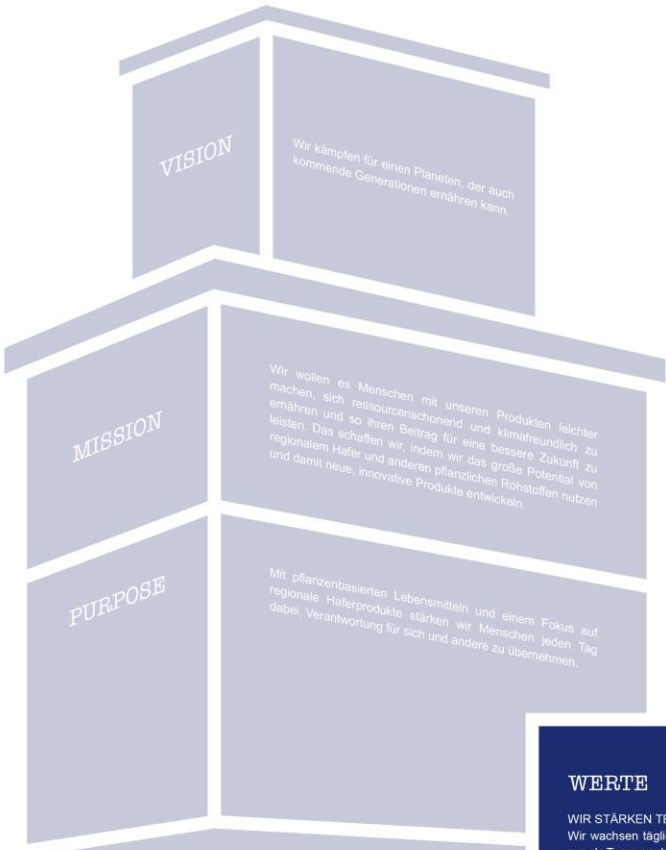 VISION
Wir kämpfen für einen Planeten, der auch
kommende Generationen ernähren kann.
MISSION
Wir wollen es Menschen mit unseren Produkten leichter
machen, sich ressourcenschonend und klimafreundlich zu
ernähren und so ihren Beitrag für eine bessere Zukunft zu
leisten. Das schaffen wir, indem wir das große Potential von
regionalem Hafer und anderen pflanzlichen Rohstoffen nutzen
und damit neue, innovative Produkte entwickeln.
PURPOSE
Mit pflanzenbasierten Lebensmitteln und einem Fokus auf
regionale Haferprodukte stärken wir Menschen jeden Tag
dabei, Verantwortung für sich und andere zu übernehmen.
WERTE
WIR STÄRKEN
Wir wachsen